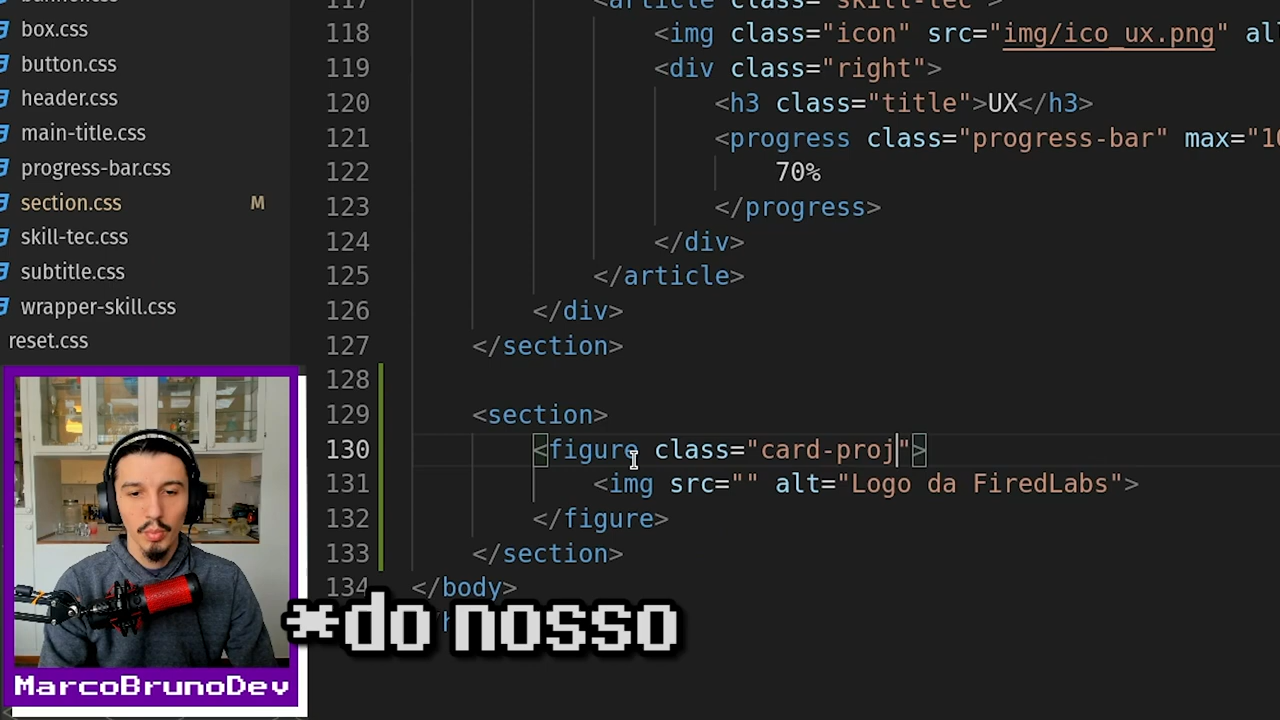 box.css
button.css
header.css
main-title.css
progress-bar.css
section.css M
skill-tec.css
subtitle.css
wrapper-skill.css
reset.css
117 <article class="skill-tec">
118 <img class="icon" src="img/ico_ux.png" al
119 <div class="right">
120 <h3 class="title">UX</h3>
121 <progress class="progress-bar" max="10
122 70%
123 </progress>
124 </div>
125 </article>
126 </div>
127 </section>
128
129 <section>
130 <figure class="card-proj">
131 <img src="" alt="Logo da FiredLabs">
132 </figure>
133 </section>
134 </body>
*do nosso
MarcoBrunoDev